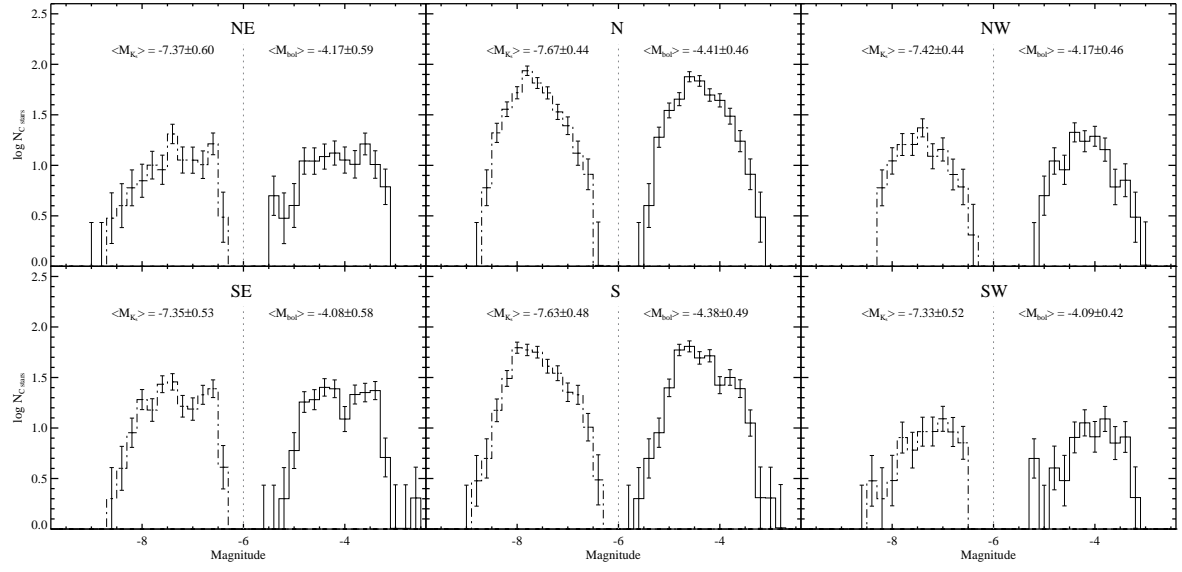 NE N NW
<M_Ks> = -7.37±0.60 <M_bol> = -4.17±0.59 <M_Ks> = -7.67±0.44 <M_bol> = -4.41±0.46 <M_Ks> = -7.42±0.44 <M_bol> = -4.17±0.46
2.5
2.0
1.5
1.0
0.5
0.0
log N_C stars
SE S SW
<M_Ks> = -7.35±0.53 <M_bol> = -4.08±0.58 <M_Ks> = -7.63±0.48 <M_bol> = -4.38±0.49 <M_Ks> = -7.33±0.52 <M_bol> = -4.09±0.42
2.5
2.0
1.5
1.0
0.5
0.0
log N_C stars
-8 -6 -4 -8 -6 -4 -8 -6 -4
Magnitude Magnitude Magnitude